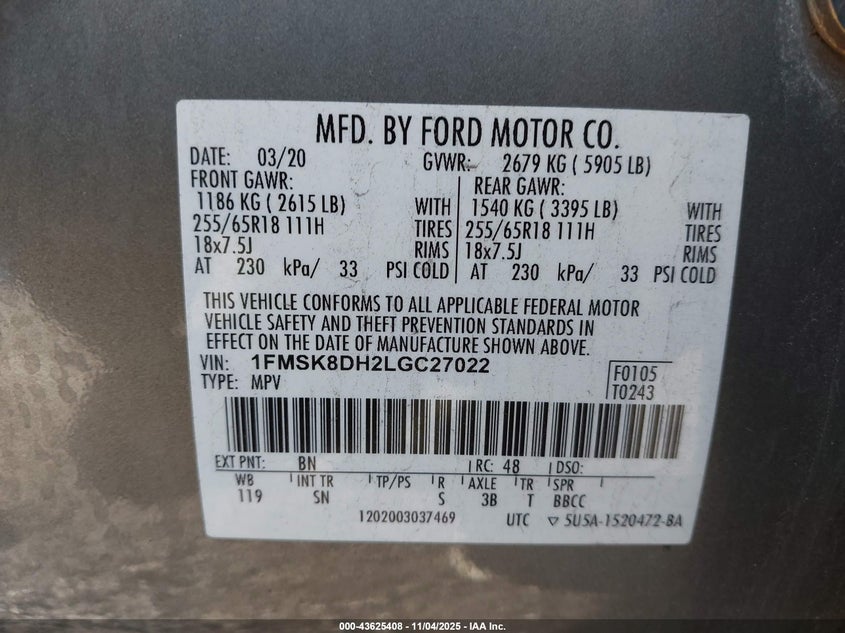 MFD. BY FORD MOTOR CO.
DATE: 03/20 GVWR: 2679 KG ( 5905 LB)
FRONT GAWR: REAR GAWR:
1186 KG ( 2615 LB) WITH 1540 KG ( 3395 LB) WITH
255/65R18 111H TIRES 255/65R18 111H TIRES
18x7.5J RIMS 18x7.5J RIMS
AT 230 kPa/ 33 PSI COLD AT 230 kPa/ 33 PSI COLD
THIS VEHICLE CONFORMS TO ALL APPLICABLE FEDERAL MOTOR
VEHICLE SAFETY AND THEFT PREVENTION STANDARDS IN
EFFECT ON THE DATE OF MANUFACTURE SHOWN ABOVE.
VIN: 1FMSK8DH2LGC27022
TYPE: MPV
F0105
T0243
EXT PNT: BN RC: 48 DSO:
WB INT TR TP/PS R AXLE TR SPR
119 SN S 3B T BBCC
1202003037469 UTC ▽ 5U5A-1520472-BA
000-43625408 - 11/04/2025 - IAA Inc.